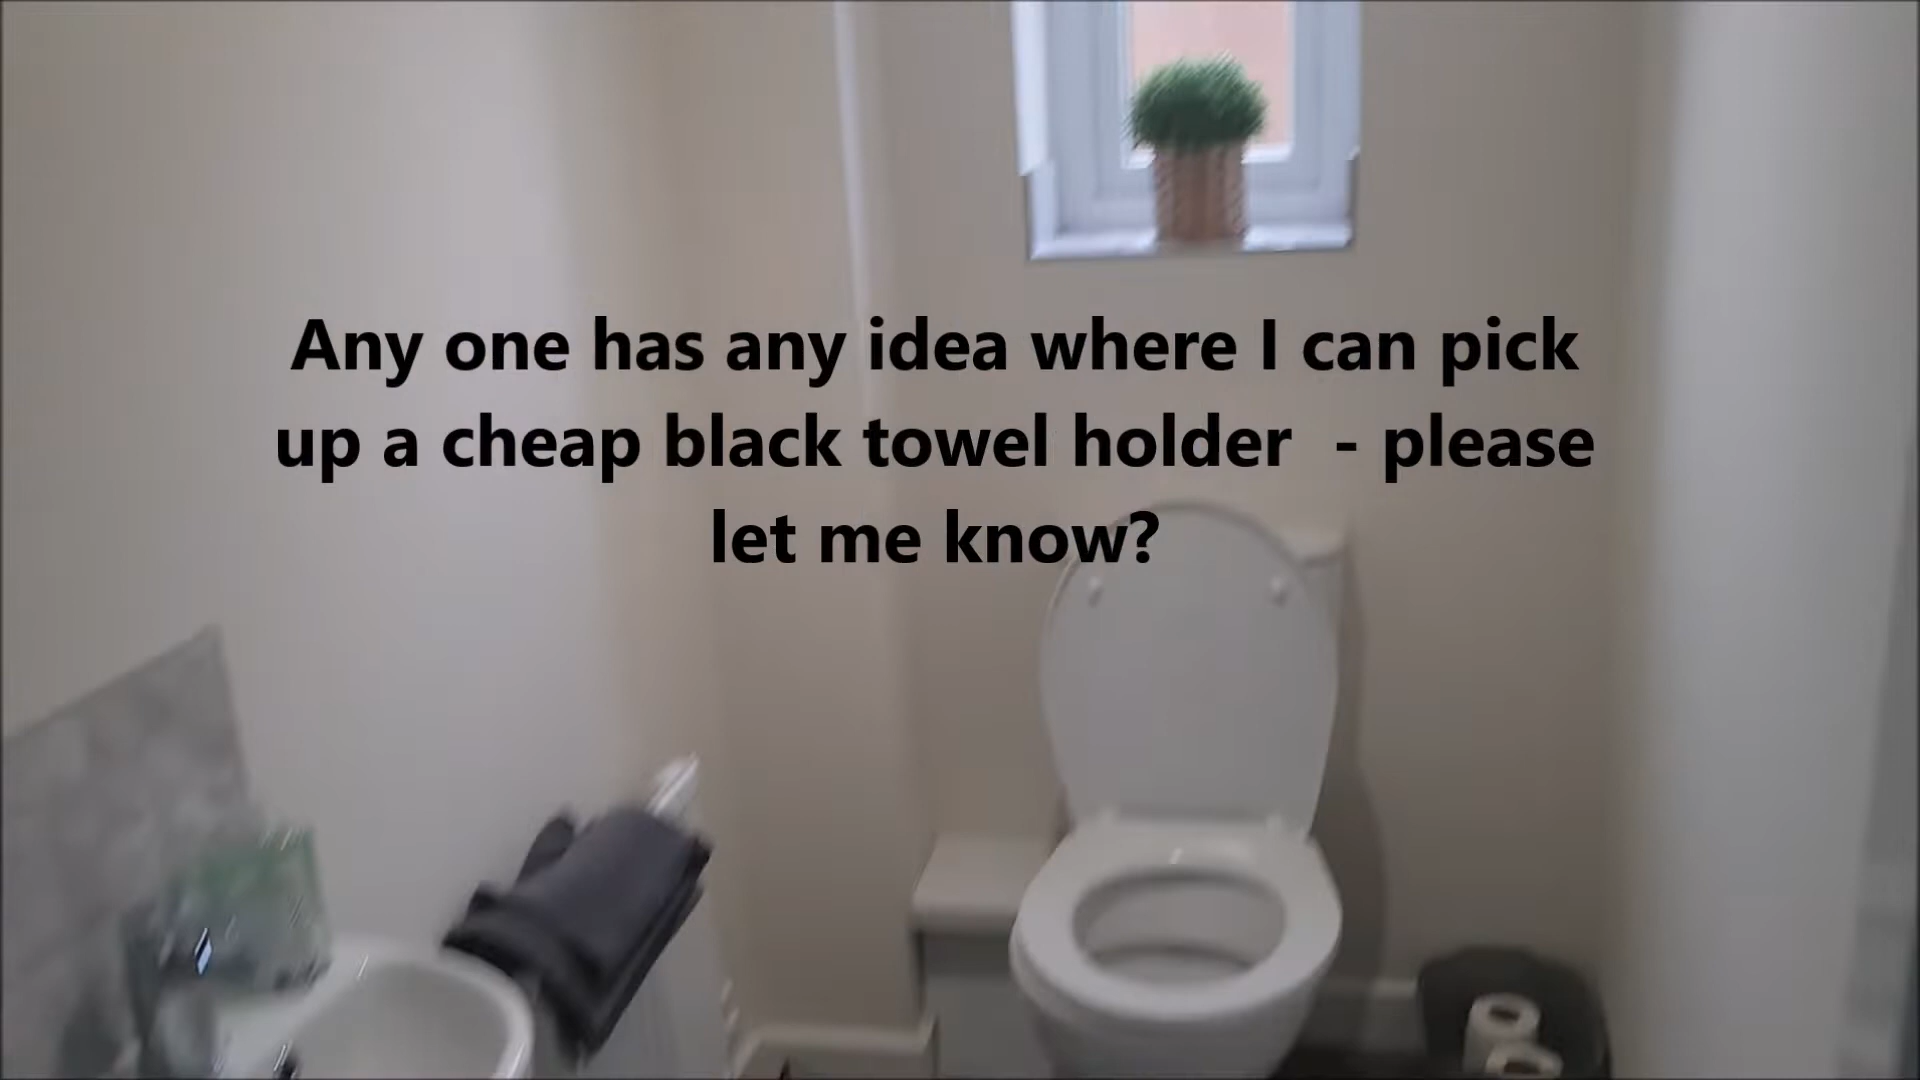 Any one has any idea where I can pick
up a cheap black towel holder  - please
let me know?